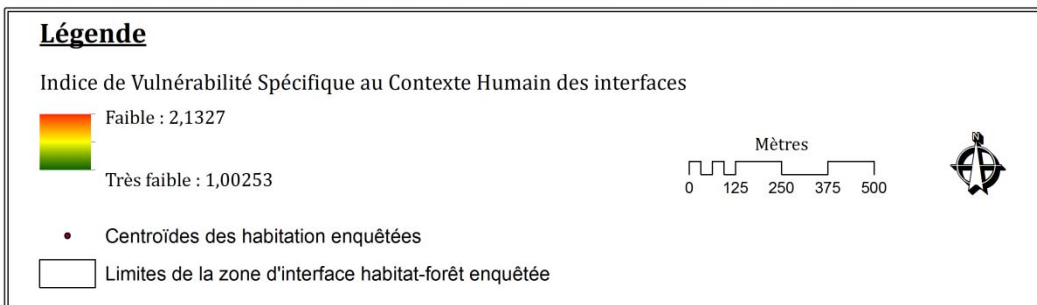 Légende
Indice de Vulnérabilité Spécifique au Contexte Humain des interfaces
Faible : 2,1327
Très faible : 1,00253
Mètres
0 125 250 375 500
N
Centroïdes des habitation enquêtées
Limites de la zone d'interface habitat-forêt enquêtée